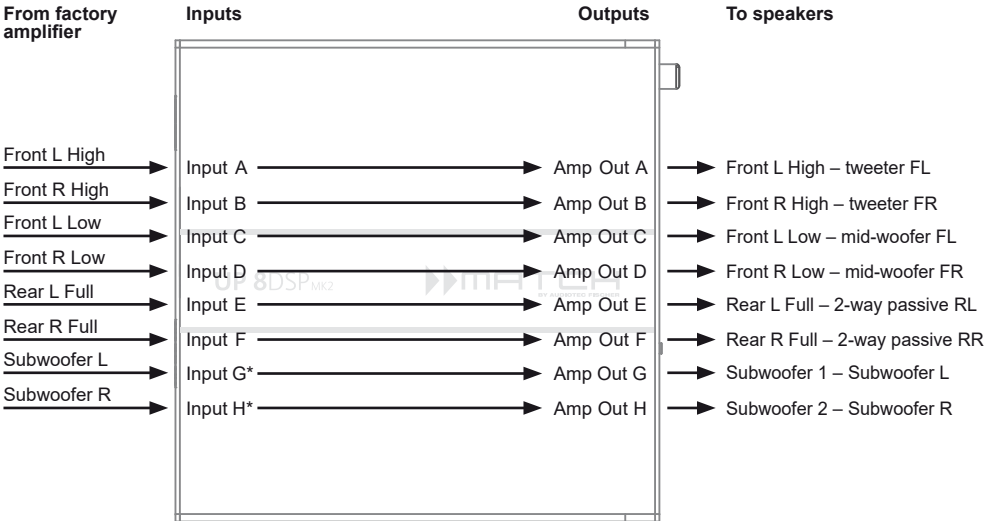 From factory
amplifier
Inputs
Outputs
To speakers
Front L High
Input A
Amp Out A
Front L High – tweeter FL
Front R High
Input B
Amp Out B
Front R High – tweeter FR
Front L Low
Input C
Amp Out C
Front L Low – mid-woofer FL
Front R Low
Input D
Amp Out D
Front R Low – mid-woofer FR
UP 8DSP MK2
MATCH
Rear L Full
Input E
Amp Out E
Rear L Full – 2-way passive RL
Rear R Full
Input F
Amp Out F
Rear R Full – 2-way passive RR
Subwoofer L
Input G*
Amp Out G
Subwoofer 1 – Subwoofer L
Subwoofer R
Input H*
Amp Out H
Subwoofer 2 – Subwoofer R